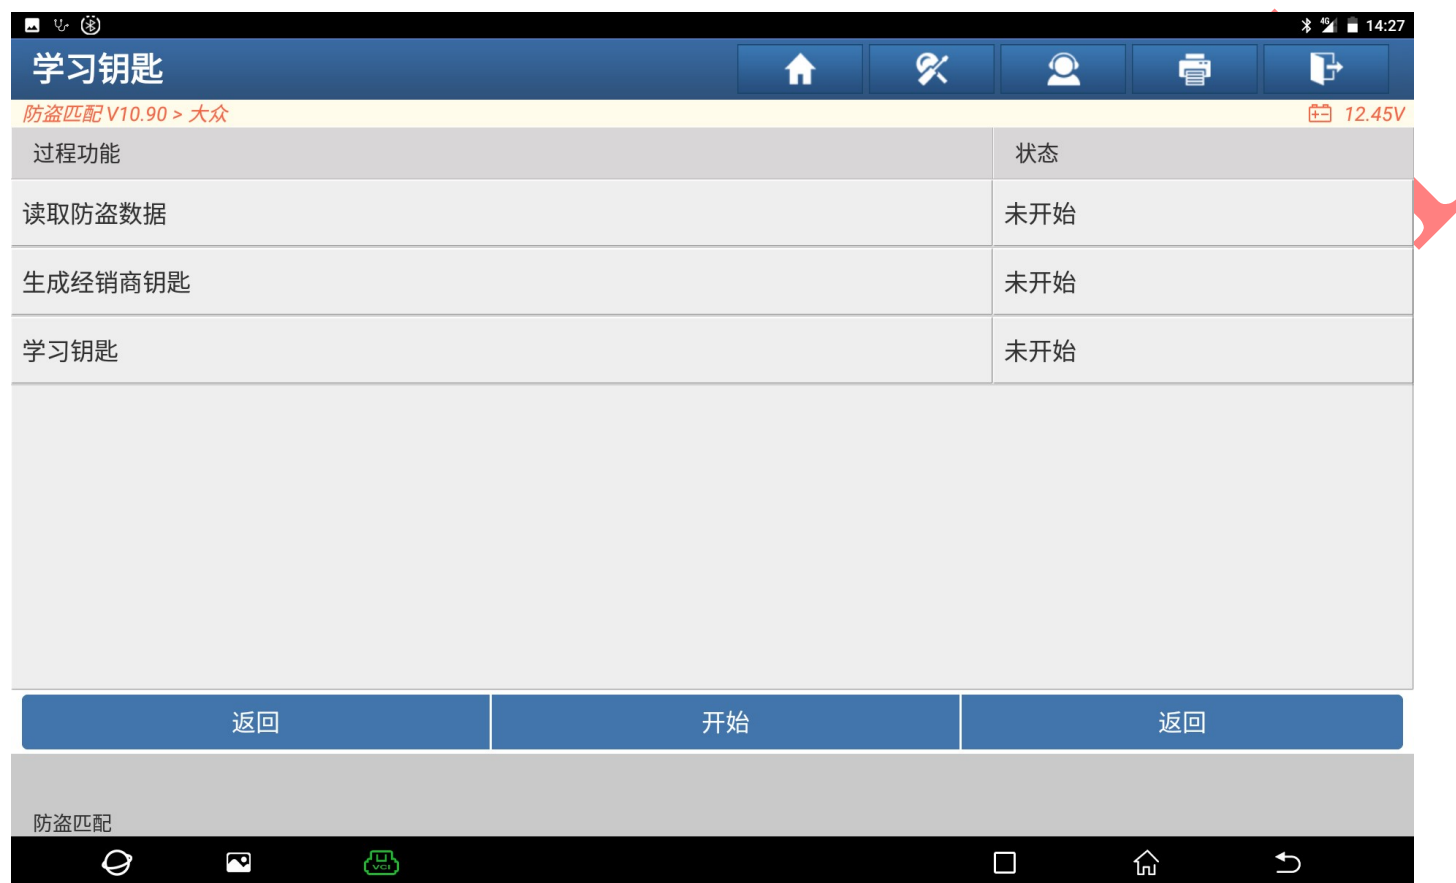 4G 14:27
学习钥匙
防盗匹配 V10.90 > 大众 12.45V
过程功能 状态
读取防盗数据 未开始
生成经销商钥匙 未开始
学习钥匙 未开始
返回 开始 返回
防盗匹配
VCI